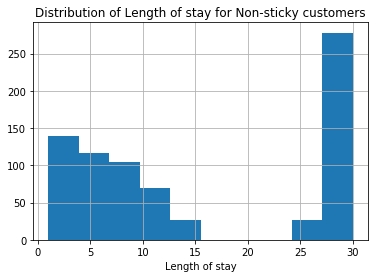 Distribution of Length of stay for Non-sticky customers
250
200
150
100
50
0
0 5 10 15 20 25 30
Length of stay